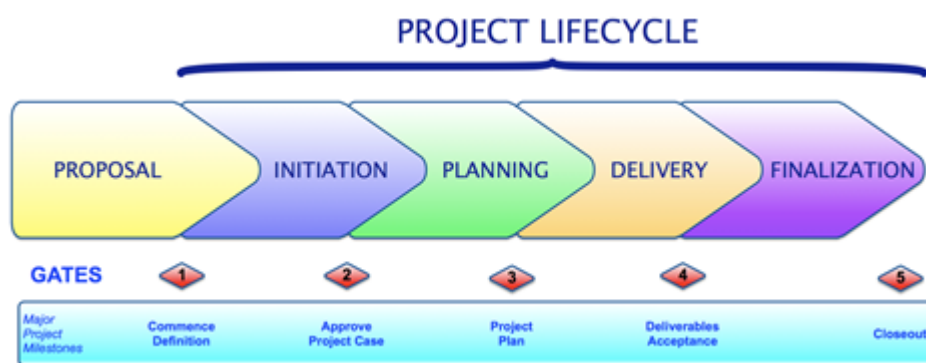 PROJECT LIFECYCLE
PROPOSAL
INITIATION
PLANNING
DELIVERY
FINALIZATION
GATES
1
2
3
4
5
Major
Project
Milestones
Commence
Definition
Approve
Project Case
Project
Plan
Deliverables
Acceptance
Closeout